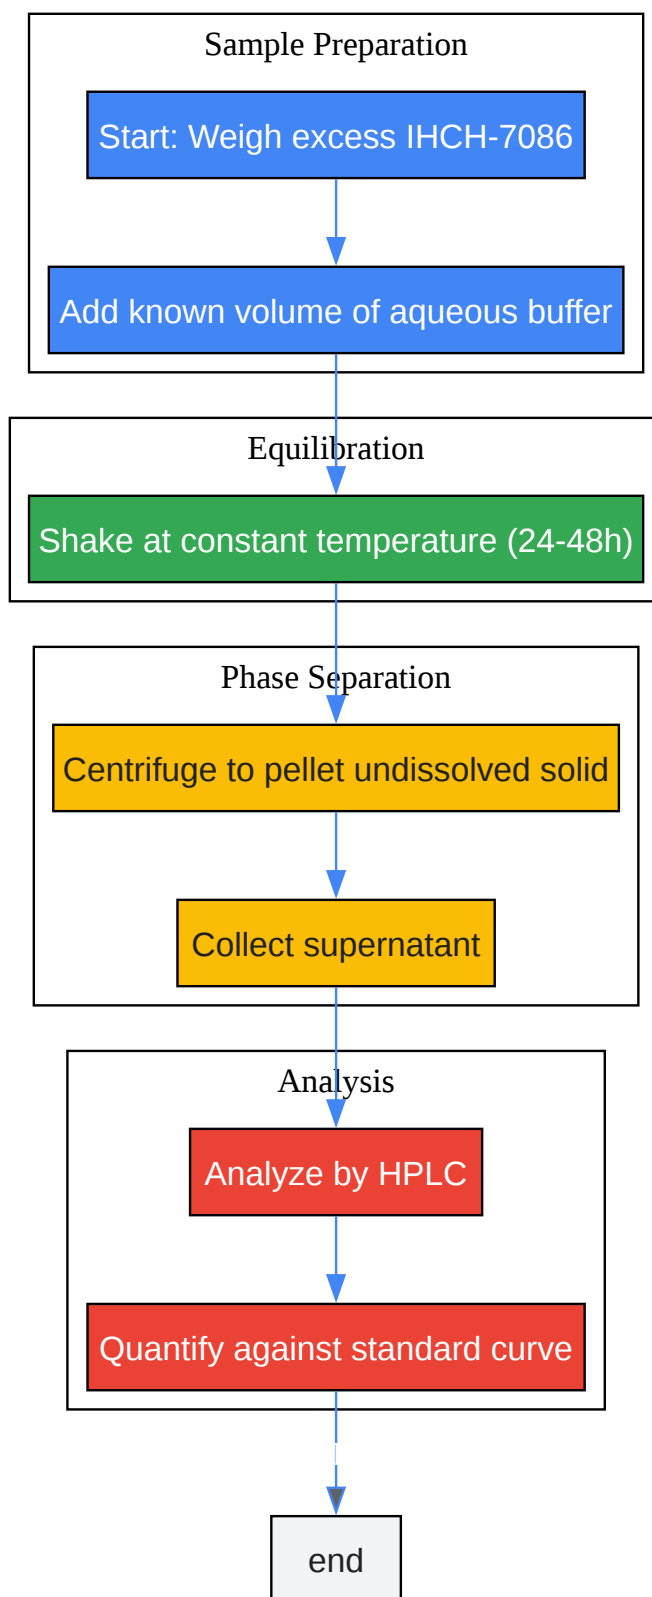 Sample Preparation
Start: Weigh excess IHCH-7086
Add known volume of aqueous buffer
Equilibration
Shake at constant temperature (24-48h)
Phase Separation
Centrifuge to pellet undissolved solid
Collect supernatant
Analysis
Analyze by HPLC
Quantify against standard curve
end